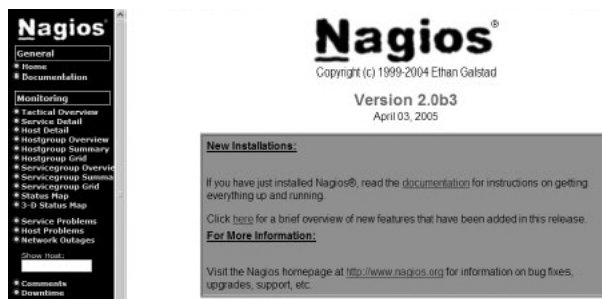 Nagios®
General
Home
Documentation
Monitoring
Tactical Overview
Service Detail
Host Detail
Hostgroup Overview
Hostgroup Summary
Hostgroup Grid
Servicegroup Overvie
Servicegroup Summa
Servicegroup Grid
Status Map
3-D Status Map
Service Problems
Host Problems
Network Outages
Show Host:
Comments
Downtime
Nagios®
Copyright (c) 1999-2004 Ethan Galstad
Version 2.0b3
April 03, 2005
New Installations:
If you have just installed Nagios®, read the documentation for instructions on getting
everything up and running.
Click here for a brief overview of new features that have been added in this release.
For More Information:
Visit the Nagios homepage at http://www.nagios.org for information on bug fixes,
upgrades, support, etc.